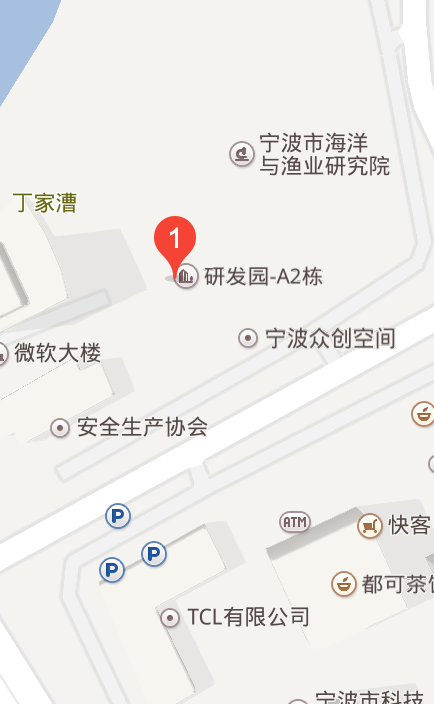 宁波市海洋
与渔业研究院
丁家漕
1
研发园-A2栋
宁波众创空间
微软大楼
安全生产协会
P
ATM
快客
P
P
都可茶饮
TCL有限公司
宁波市科技